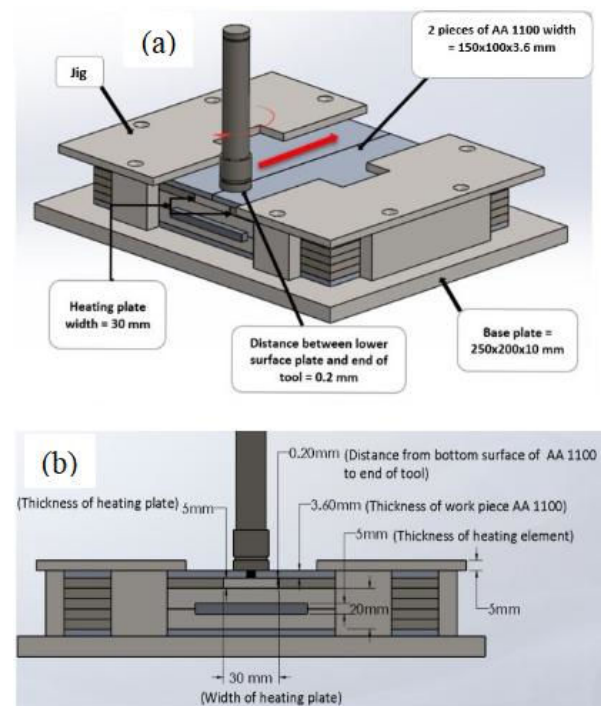 (a)
2 pieces of AA 1100 width
= 150x100x3.6 mm
Jig
Heating plate
width = 30 mm
Distance between lower
surface plate and end of
tool = 0.2 mm
Base plate =
250x200x10 mm
(b)
0.20mm (Distance from bottom surface of AA 1100
to end of tool)
(Thickness of heating plate)
5mm
3.60mm (Thickness of work piece AA 1100)
5mm (Thickness of heating element)
20mm
5mm
30 mm
(Width of heating plate)